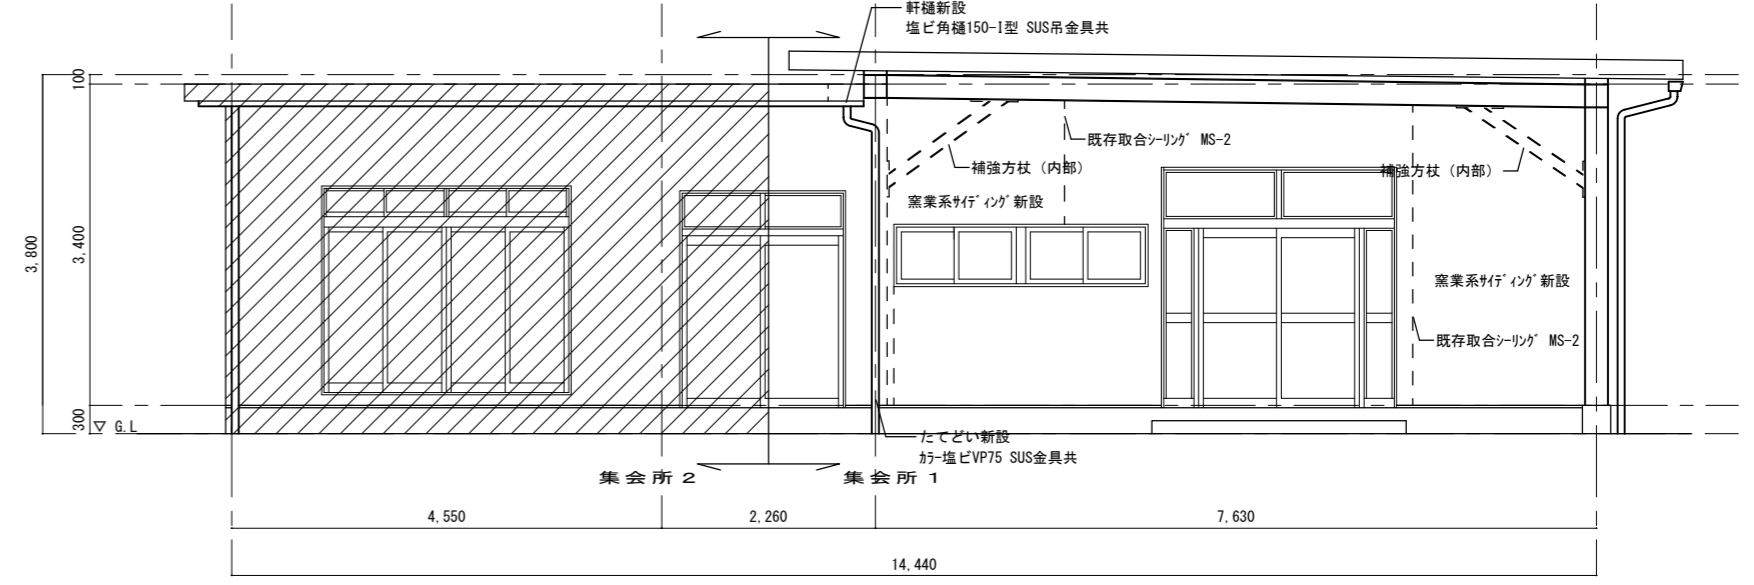 軒樋新設
塩ビ角樋150-I型 SUS吊金具共
既存取合シーリング MS-2
補強方杖（内部）
補強方杖（内部）
窯業系サイディング新設
窯業系サイディング新設
既存取合シーリング MS-2
100
3,400
3,800
300
▽ G.L
たてどい新設
カラー塩ビVP75 SUS金具共
集会所2
集会所1
4,550
2,260
7,630
14,440